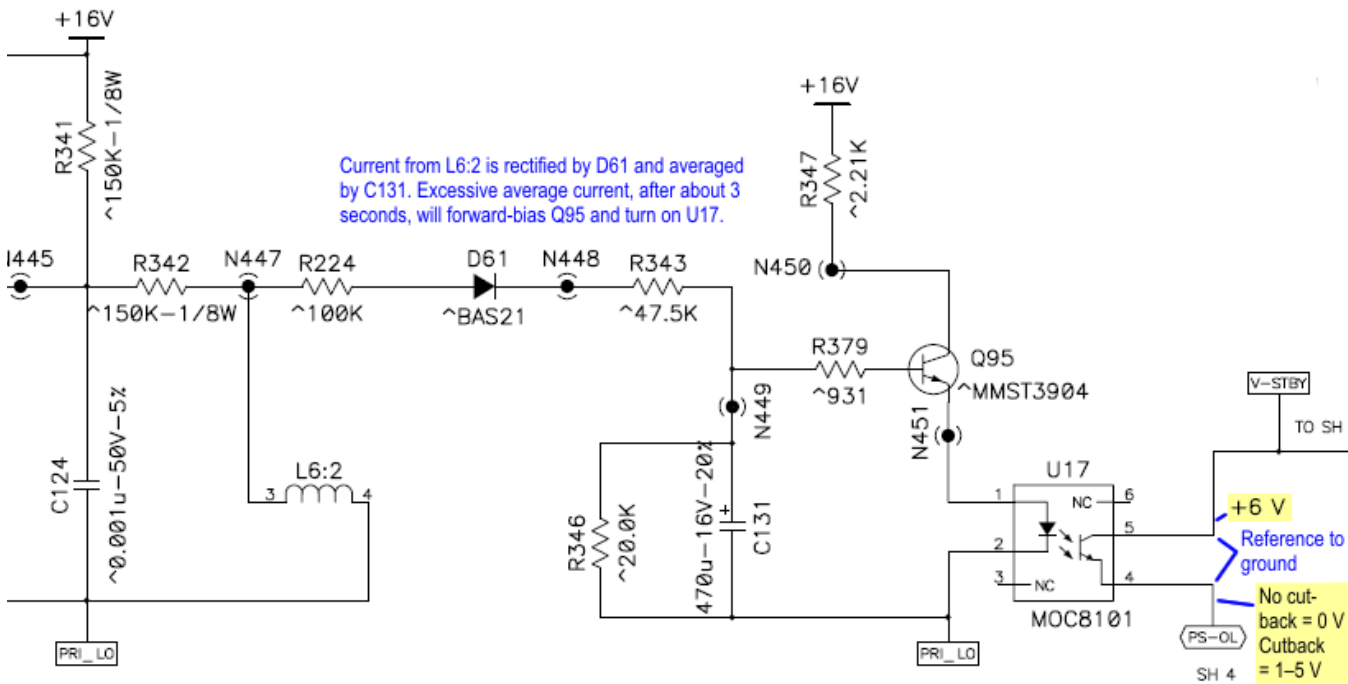 +16V
R341
^150K-1/8W
+16V
R347
^2.21K
Current from L6:2 is rectified by D61 and averaged
by C131. Excessive average current, after about 3
seconds, will forward-bias Q95 and turn on U17.
N445
R342
^150K-1/8W
N447
R224
^100K
D61
^BAS21
N448
R343
^47.5K
N450
R379
^931
Q95
^MMST3904
N449
N451
V-STBY
TO SH
C124
^0.001u-50V-5%
L6:2
3
4
R346
^20.0K
470u-16V-20%
+
C131
U17
1
NC
6
2
5
3
NC
4
MOC8101
+6 V
Reference to
ground
No cut-
back = 0 V
Cutback
= 1–5 V
PS-OL
SH 4
PRI_LO
PRI_LO